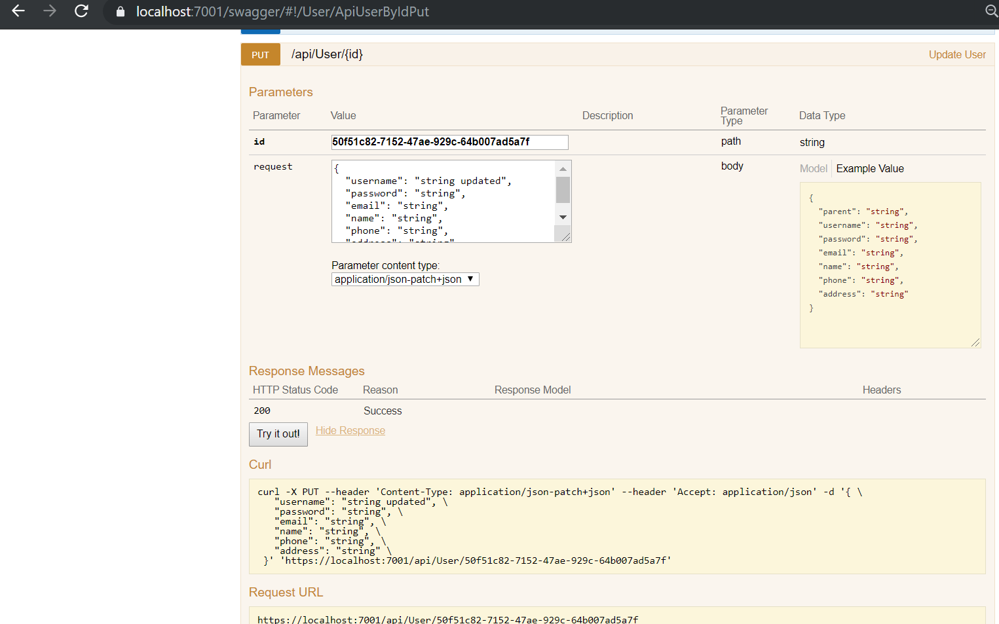 localhost:7001/swagger/#!/User/ApiUserByIdPut
PUT /api/User/{id} Update User
Parameters
Parameter Value Description Parameter Type Data Type
id 50f51c82-7152-47ae-929c-64b007ad5a7f path string
request
{
"username": "string updated",
"password": "string",
"email": "string",
"name": "string",
"phone": "string",
"address": "string"
body
Model Example Value
{
"parent": "string",
"username": "string",
"password": "string",
"email": "string",
"name": "string",
"phone": "string",
"address": "string"
}
Parameter content type:
application/json-patch+json
Response Messages
HTTP Status Code Reason Response Model Headers
200 Success
Try it out! Hide Response
Curl
curl -X PUT --header 'Content-Type: application/json-patch+json' --header 'Accept: application/json' -d '{ \
"username": "string updated", \
"password": "string", \
"email": "string", \
"name": "string", \
"phone": "string", \
"address": "string" \
}' 'https://localhost:7001/api/User/50f51c82-7152-47ae-929c-64b007ad5a7f'
Request URL
https://localhost:7001/api/User/50f51c82-7152-47ae-929c-64b007ad5a7f